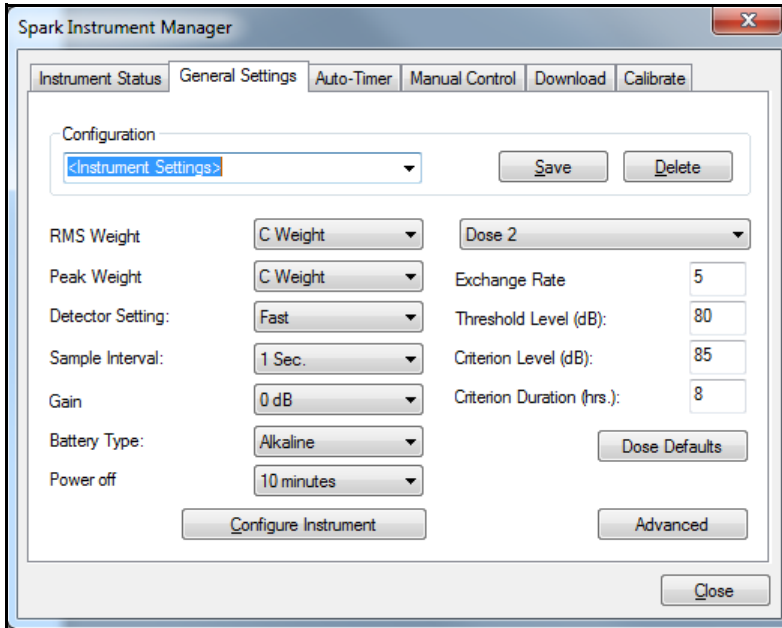 Spark Instrument Manager
Instrument Status General Settings Auto-Timer Manual Control Download Calibrate
Configuration
<Instrument Settings> Save Delete
RMS Weight C Weight Dose 2
Peak Weight C Weight Exchange Rate 5
Detector Setting: Fast Threshold Level (dB): 80
Sample Interval: 1 Sec. Criterion Level (dB): 85
Gain 0 dB Criterion Duration (hrs.): 8
Battery Type: Alkaline Dose Defaults
Power off 10 minutes
Configure Instrument Advanced
Close